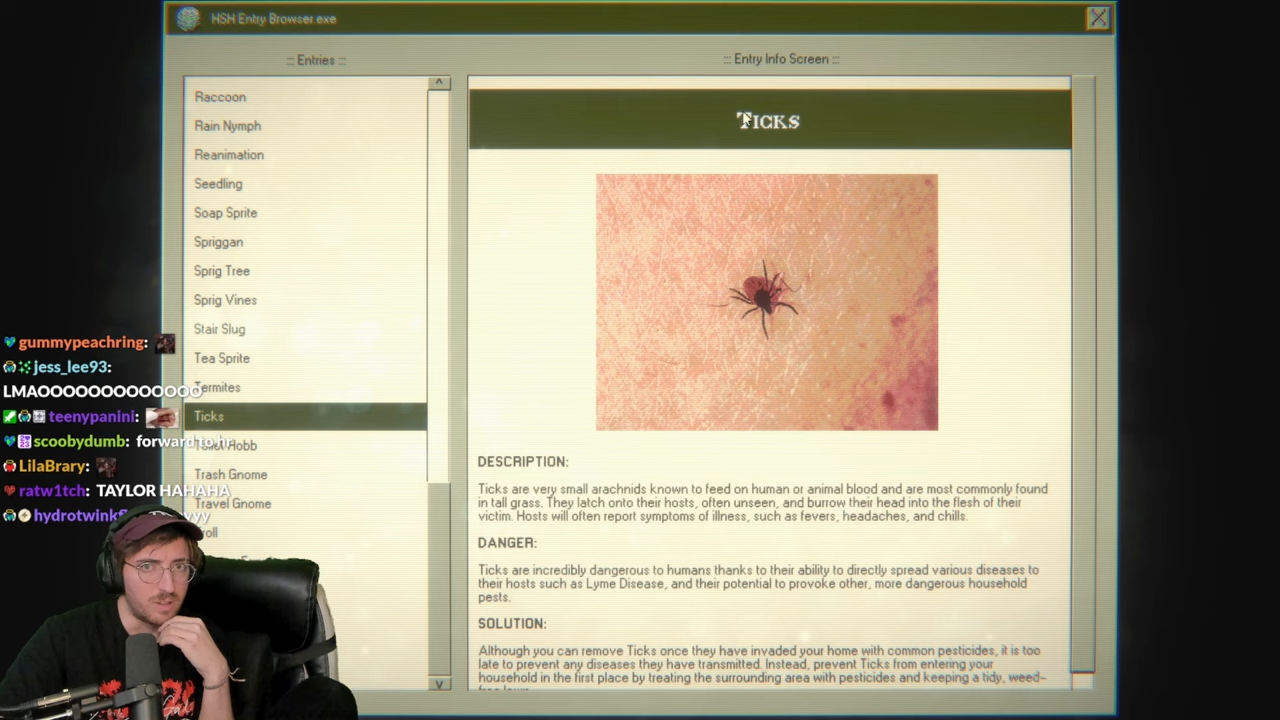 HSH Entry Browser.exe
::: Entries :::
::: Entry Info Screen :::
Raccoon
Rain Nymph
Reanimation
Seedling
Soap Sprite
Spriggan
Sprig Tree
Sprig Vines
Stair Slug
Tea Sprite
Termites
Ticks
Trash Gnome
Travel Gnome
TICKS
DESCRIPTION:
Ticks are very small arachnids known to feed on human or animal blood and are most commonly found
in tall grass. They latch onto their hosts, often unseen, and burrow their head into the flesh of their
victim. Hosts will often report symptoms of illness, such as fevers, headaches, and chills.
DANGER:
Ticks are incredibly dangerous to humans thanks to their ability to directly spread various diseases to
their hosts such as Lyme Disease, and their potential to provoke other, more dangerous household
pests.
SOLUTION:
Although you can remove Ticks once they have invaded your home with common pesticides, it is too
late to prevent any diseases they have transmitted. Instead, prevent Ticks from entering your
household in the first place by treating the surrounding area with pesticides and keeping a tidy, weed-
gummypeachring:
jess_lee93:
LMAOOOOOOOOOOOOO
teenypanini:
scoobydumb: forward to hr
LilaBrary:
ratw1tch: TAYLOR HAHAHA